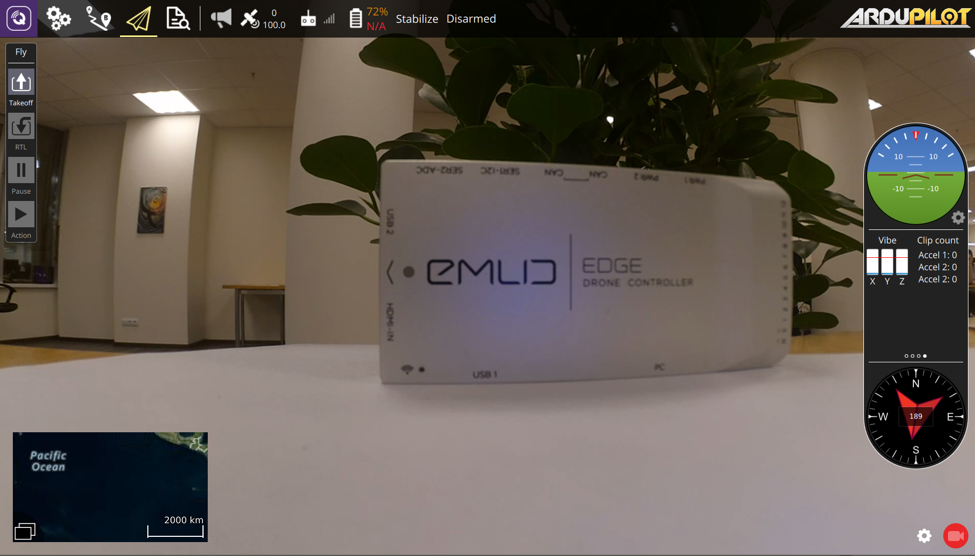 0
100.0
72%
N/A
Stabilize
Disarmed
ARDUPILOT
Fly
Takeoff
RTL
Pause
Action
SER2-ADC
SER1-I2C
CAN
CAN
PWR 2
PWR 1
USB 2
HDMI-IN
EMLID
EDGE
DRONE CONTROLLER
USB 1
PC
10 10
-10 -10
Vibe
Clip count
Accel 1: 0
Accel 2: 0
Accel 2: 0
X Y Z
N
W 189 E
S
Pacific
Ocean
2000 km